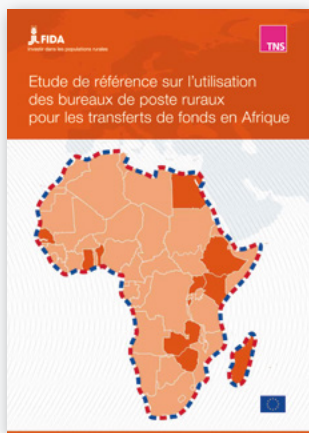 FIDA
Investir dans les populations rurales
TNS
Etude de référence sur l'utilisation
des bureaux de poste ruraux
pour les transferts de fonds en Afrique